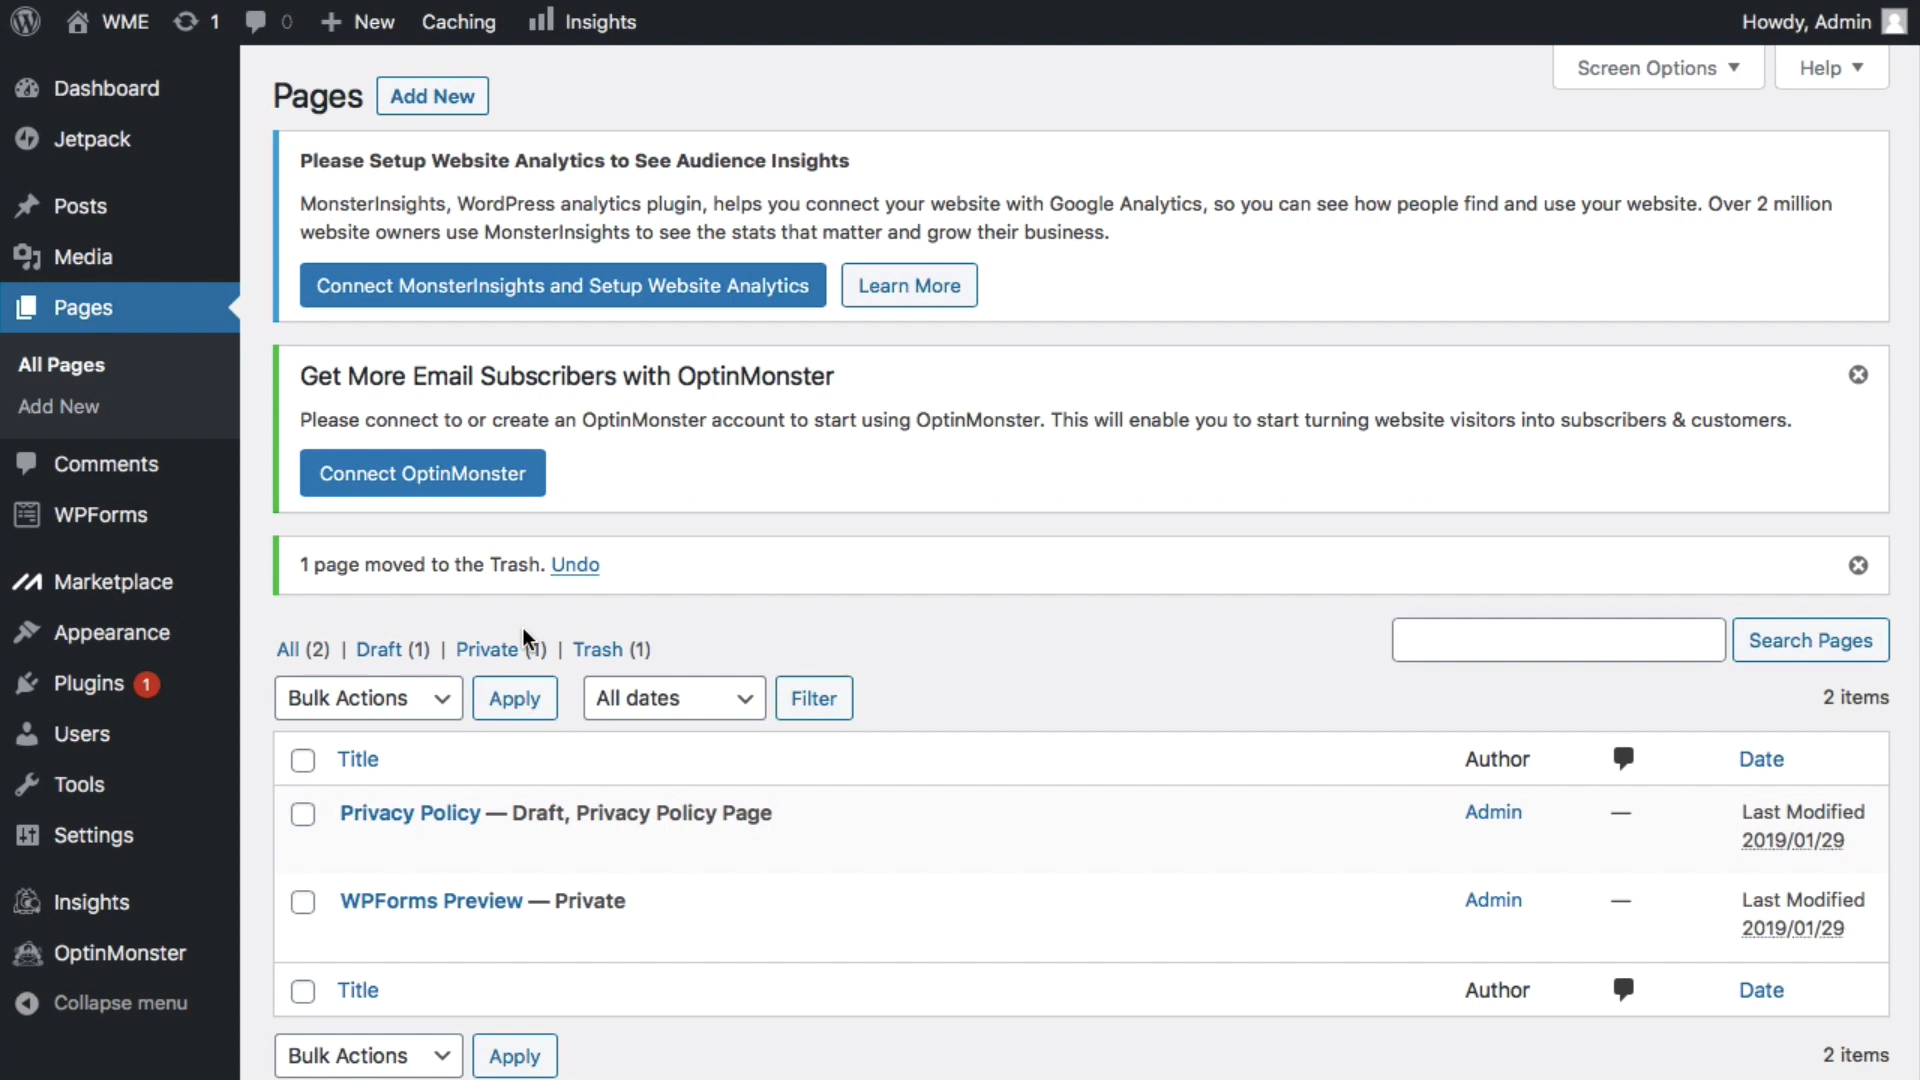 WME 1 0 New Caching Insights Howdy, Admin
Dashboard
Jetpack
Posts
Media
Pages
All Pages
Add New
Comments
WPForms
Marketplace
Appearance
Plugins 1
Users
Tools
Settings
Insights
OptinMonster
Collapse menu
Screen Options Help
Pages Add New
Please Setup Website Analytics to See Audience Insights
MonsterInsights, WordPress analytics plugin, helps you connect your website with Google Analytics, so you can see how people find and use your website. Over 2 million
website owners use MonsterInsights to see the stats that matter and grow their business.
Connect MonsterInsights and Setup Website Analytics Learn More
Get More Email Subscribers with OptinMonster
Please connect to or create an OptinMonster account to start using OptinMonster. This will enable you to start turning website visitors into subscribers & customers.
Connect OptinMonster
1 page moved to the Trash. Undo
All (2) | Draft (1) | Private (1) | Trash (1)
Search Pages
Bulk Actions Apply All dates Filter 2 items
Title Author Date
Privacy Policy — Draft, Privacy Policy Page Admin — Last Modified
2019/01/29
WPForms Preview — Private Admin — Last Modified
2019/01/29
Title Author Date
Bulk Actions Apply 2 items